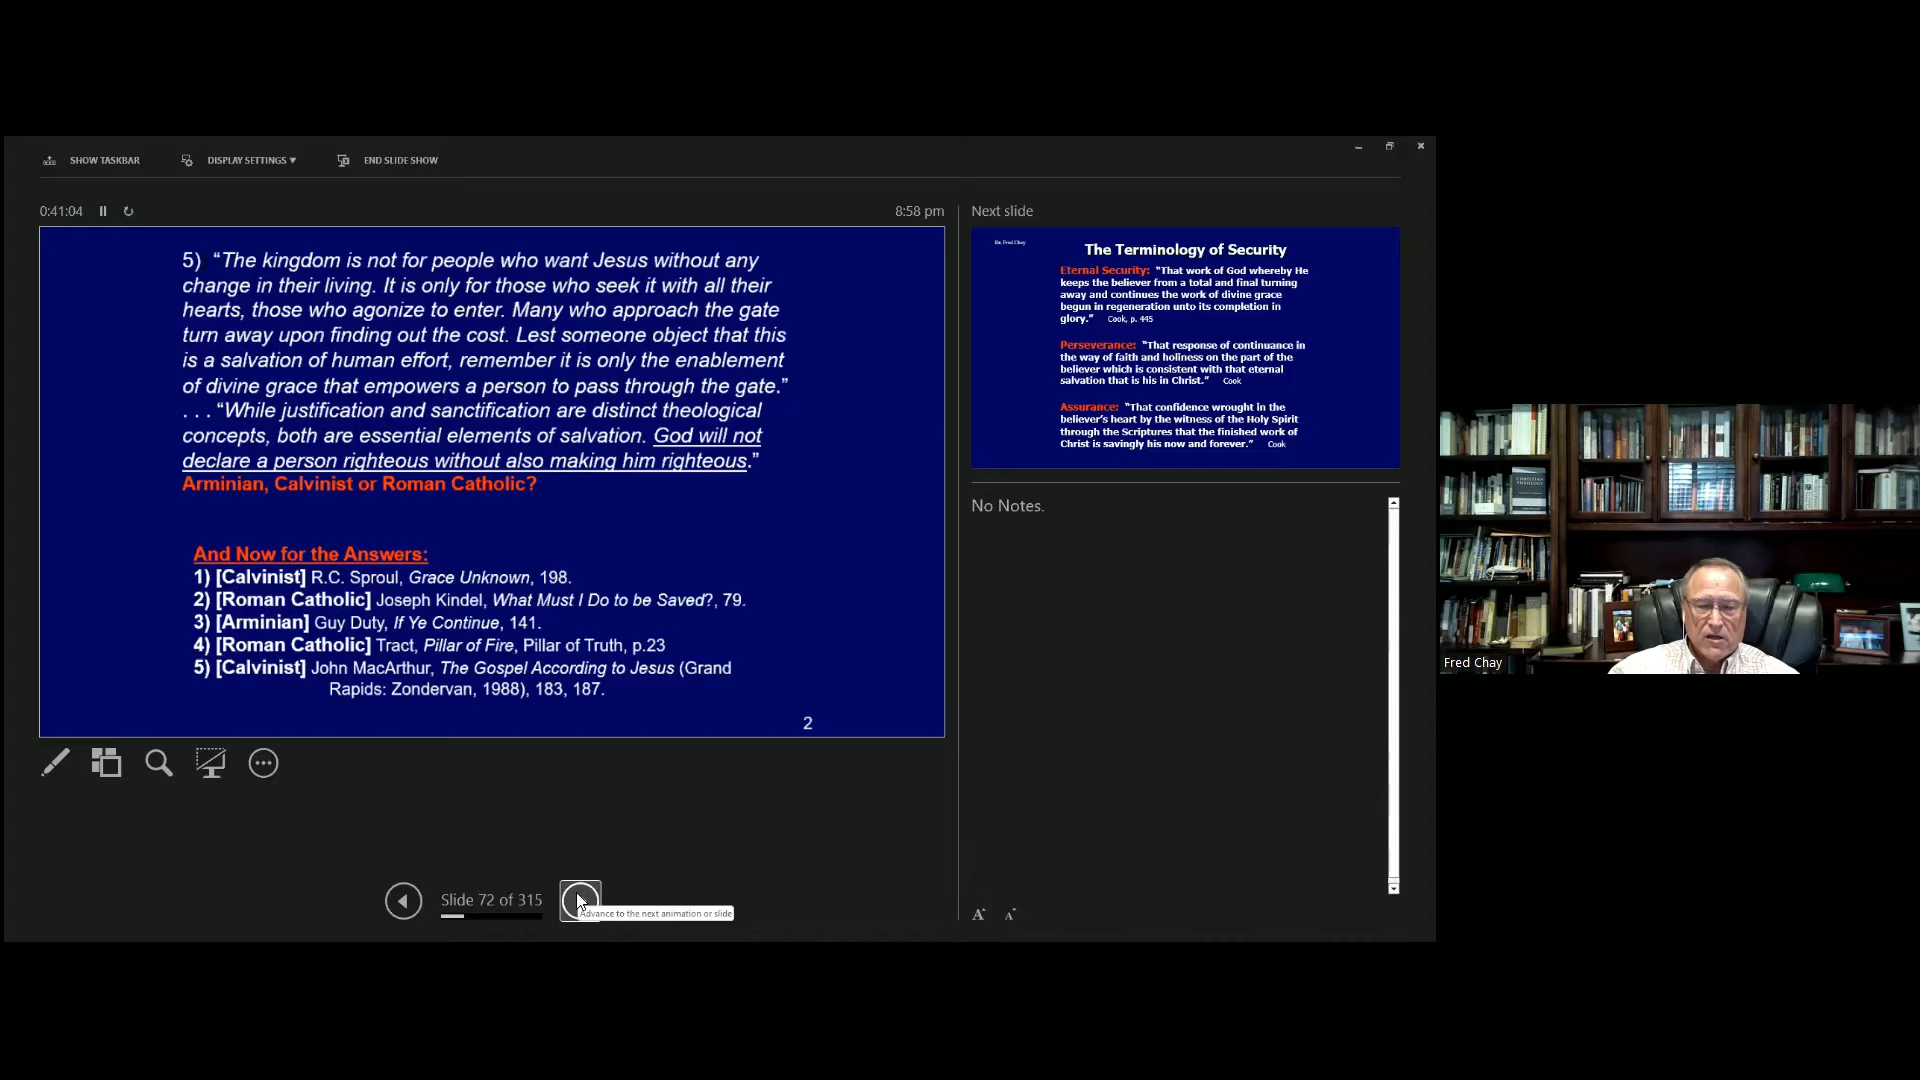 SHOW TASKBAR
DISPLAY SETTINGS ▾
END SLIDE SHOW
0:41:04
8:58 pm
5) “The kingdom is not for people who want Jesus without any
change in their living. It is only for those who seek it with all their
hearts, those who agonize to enter. Many who approach the gate
turn away upon finding out the cost. Lest someone object that this
is a salvation of human effort, remember it is only the enablement
of divine grace that empowers a person to pass through the gate.”
. . . “While justification and sanctification are distinct theological
concepts, both are essential elements of salvation. God will not
declare a person righteous without also making him righteous.”
Arminian, Calvinist or Roman Catholic?
And Now for the Answers:
1) [Calvinist] R.C. Sproul, Grace Unknown, 198.
2) [Roman Catholic] Joseph Kindel, What Must I Do to be Saved?, 79.
3) [Arminian] Guy Duty, If Ye Continue, 141.
4) [Roman Catholic] Tract, Pillar of Fire, Pillar of Truth, p.23
5) [Calvinist] John MacArthur, The Gospel According to Jesus (Grand
Rapids: Zondervan, 1988), 183, 187.
2
Slide 72 of 315
Advance to the next animation or slide
Next slide
Dr. Fred Chay
The Terminology of Security
Eternal Security: “That work of God whereby He
keeps the believer from a total and final turning
away and continues the work of divine grace
begun in regeneration unto its completion in
glory.” Cook, p. 445
Perseverance: “That response of continuance in
the way of faith and holiness on the part of the
believer which is consistent with that eternal
salvation that is his in Christ.” Cook
Assurance: “That confidence wrought in the
believer’s heart by the witness of the Holy Spirit
through the Scriptures that the finished work of
Christ is savingly his now and forever.” Cook
No Notes.
A A
CHRISTIAN
THEOLOGY
Fred Chay